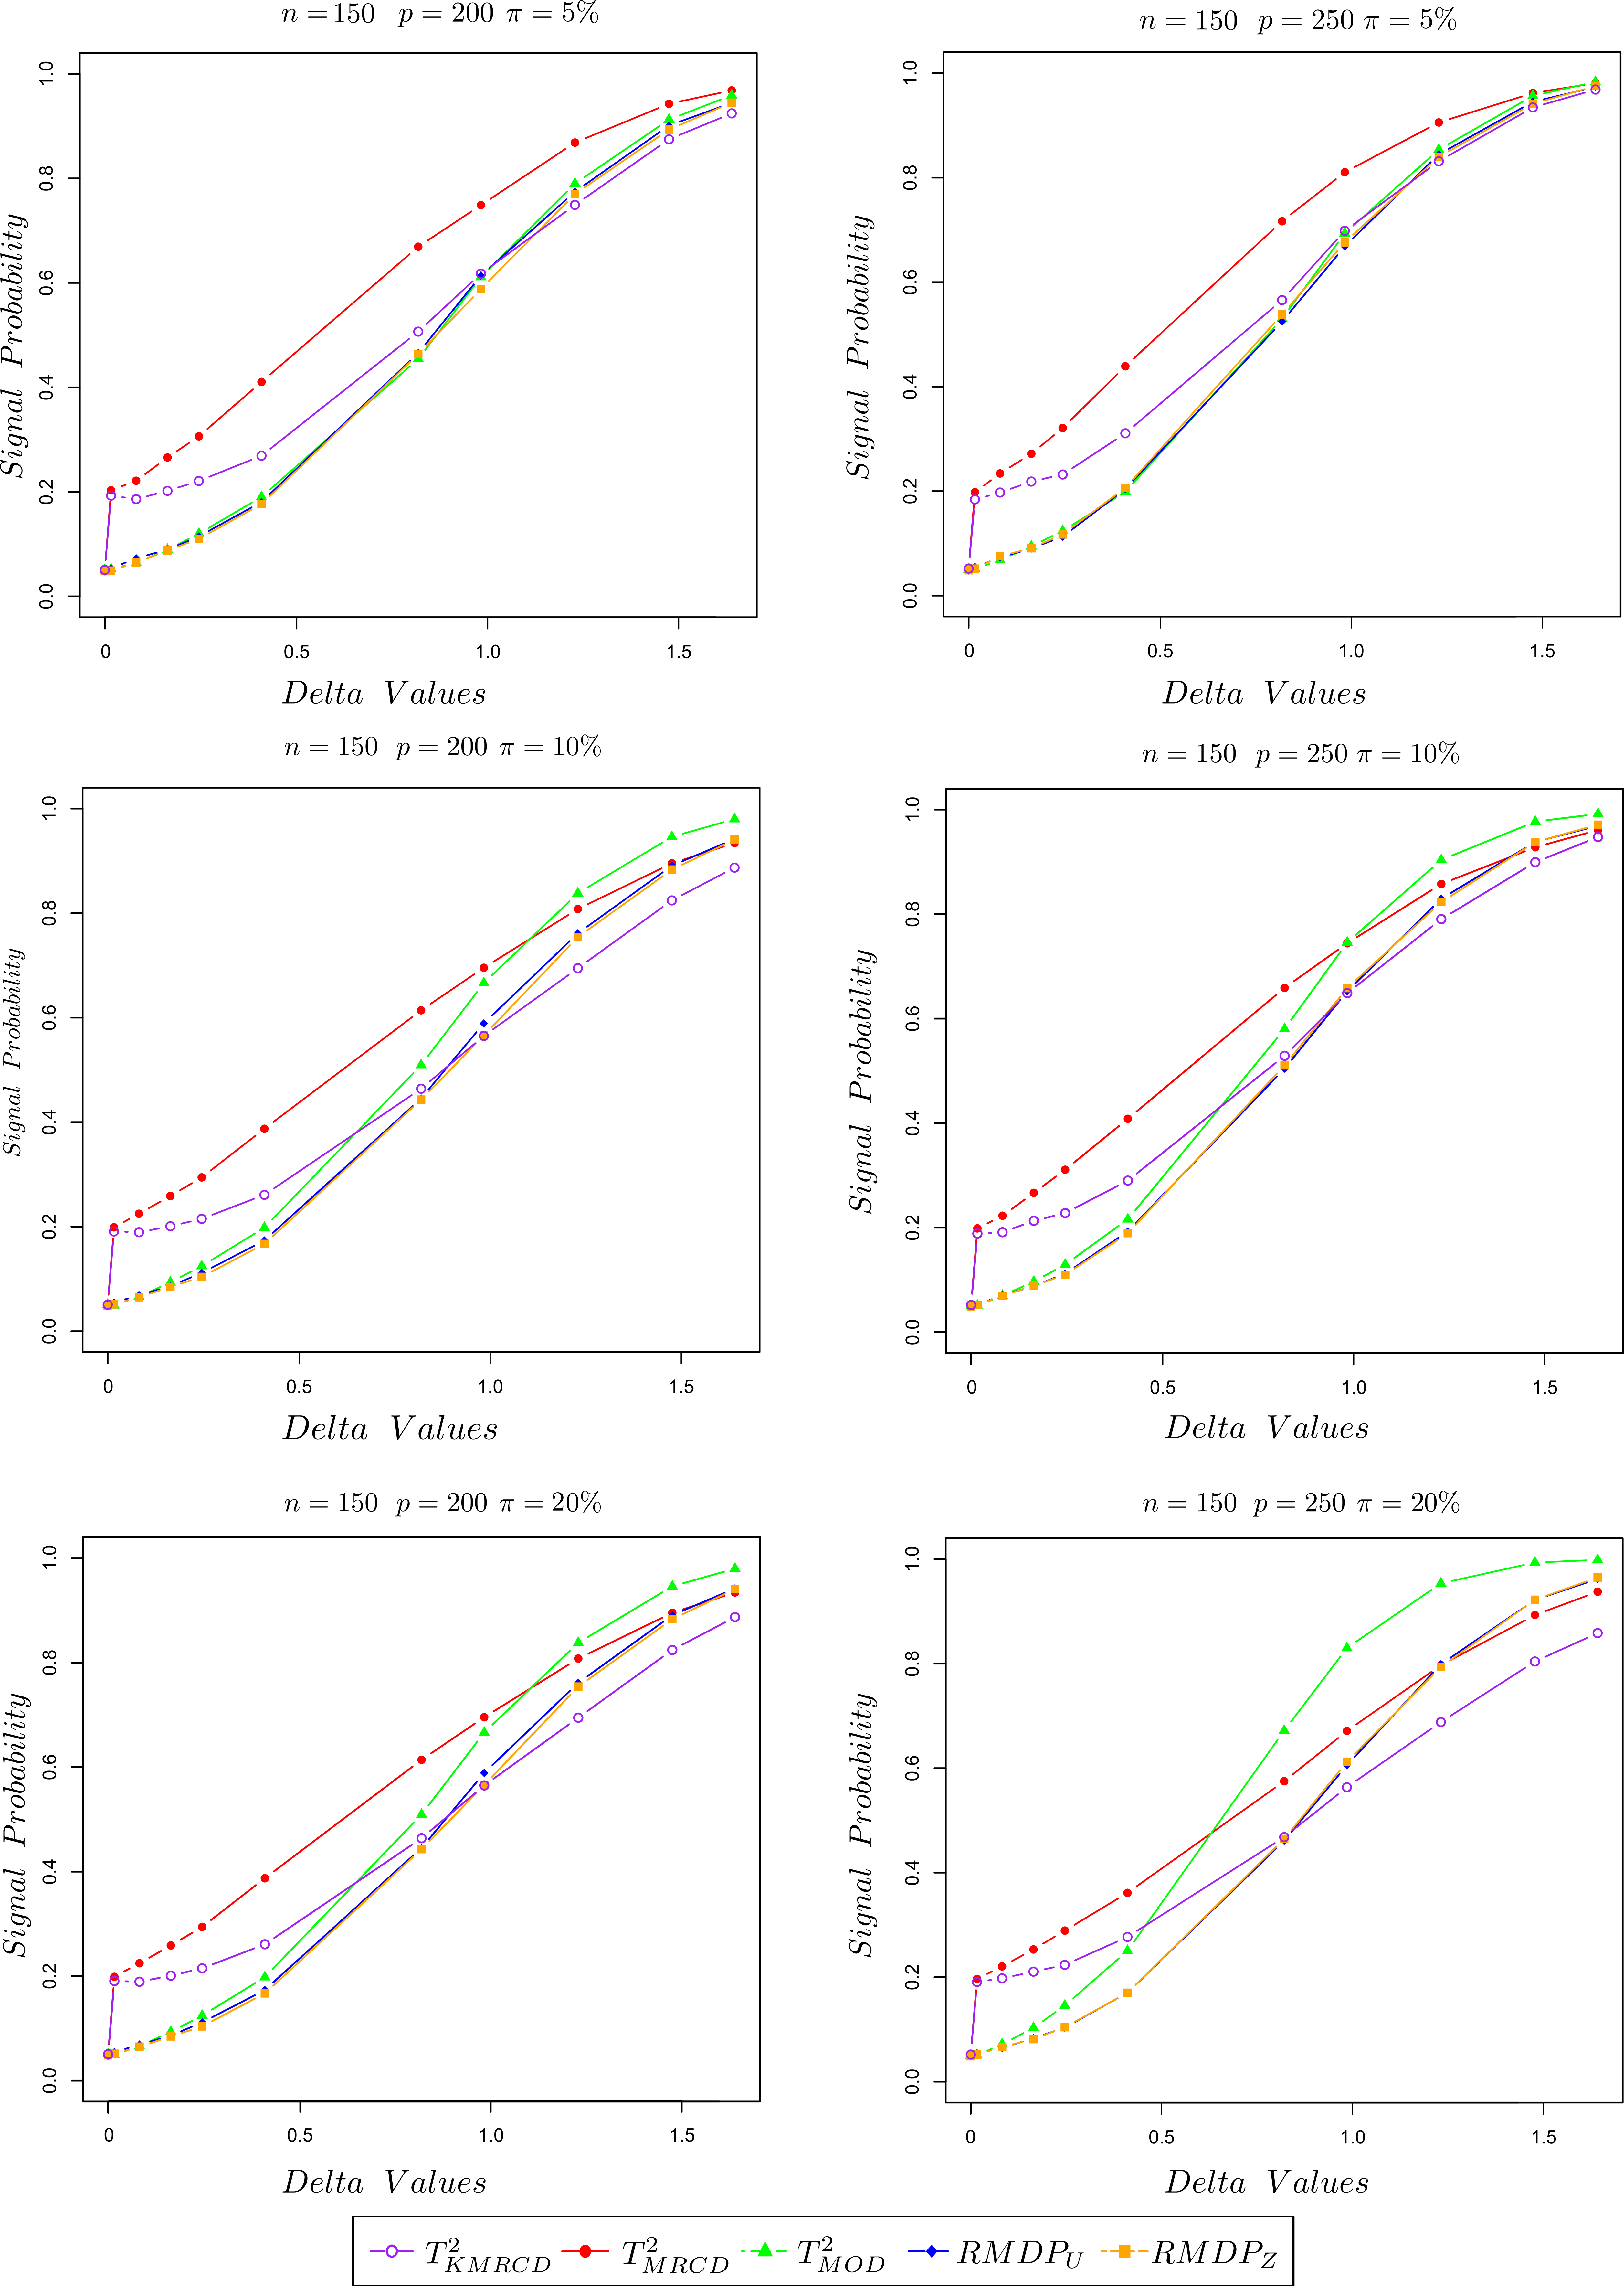 n = 150 p = 200 π = 5%
Signal Probability
1.0
0.8
0.6
0.4
0.2
0.0
0 0.5 1.0 1.5
Delta Values
n = 150 p = 250 π = 5%
Signal Probability
1.0
0.8
0.6
0.4
0.2
0.0
0 0.5 1.0 1.5
Delta Values
n = 150 p = 200 π = 10%
Signal Probability
1.0
0.8
0.6
0.4
0.2
0.0
0 0.5 1.0 1.5
Delta Values
n = 150 p = 250 π = 10%
Signal Probability
1.0
0.8
0.6
0.4
0.2
0.0
0 0.5 1.0 1.5
Delta Values
n = 150 p = 200 π = 20%
Signal Probability
1.0
0.8
0.6
0.4
0.2
0.0
0 0.5 1.0 1.5
Delta Values
n = 150 p = 250 π = 20%
Signal Probability
1.0
0.8
0.6
0.4
0.2
0.0
0 0.5 1.0 1.5
Delta Values
T²_KMRCD T²_MRCD T²_MOD RMDP_U RMDP_Z